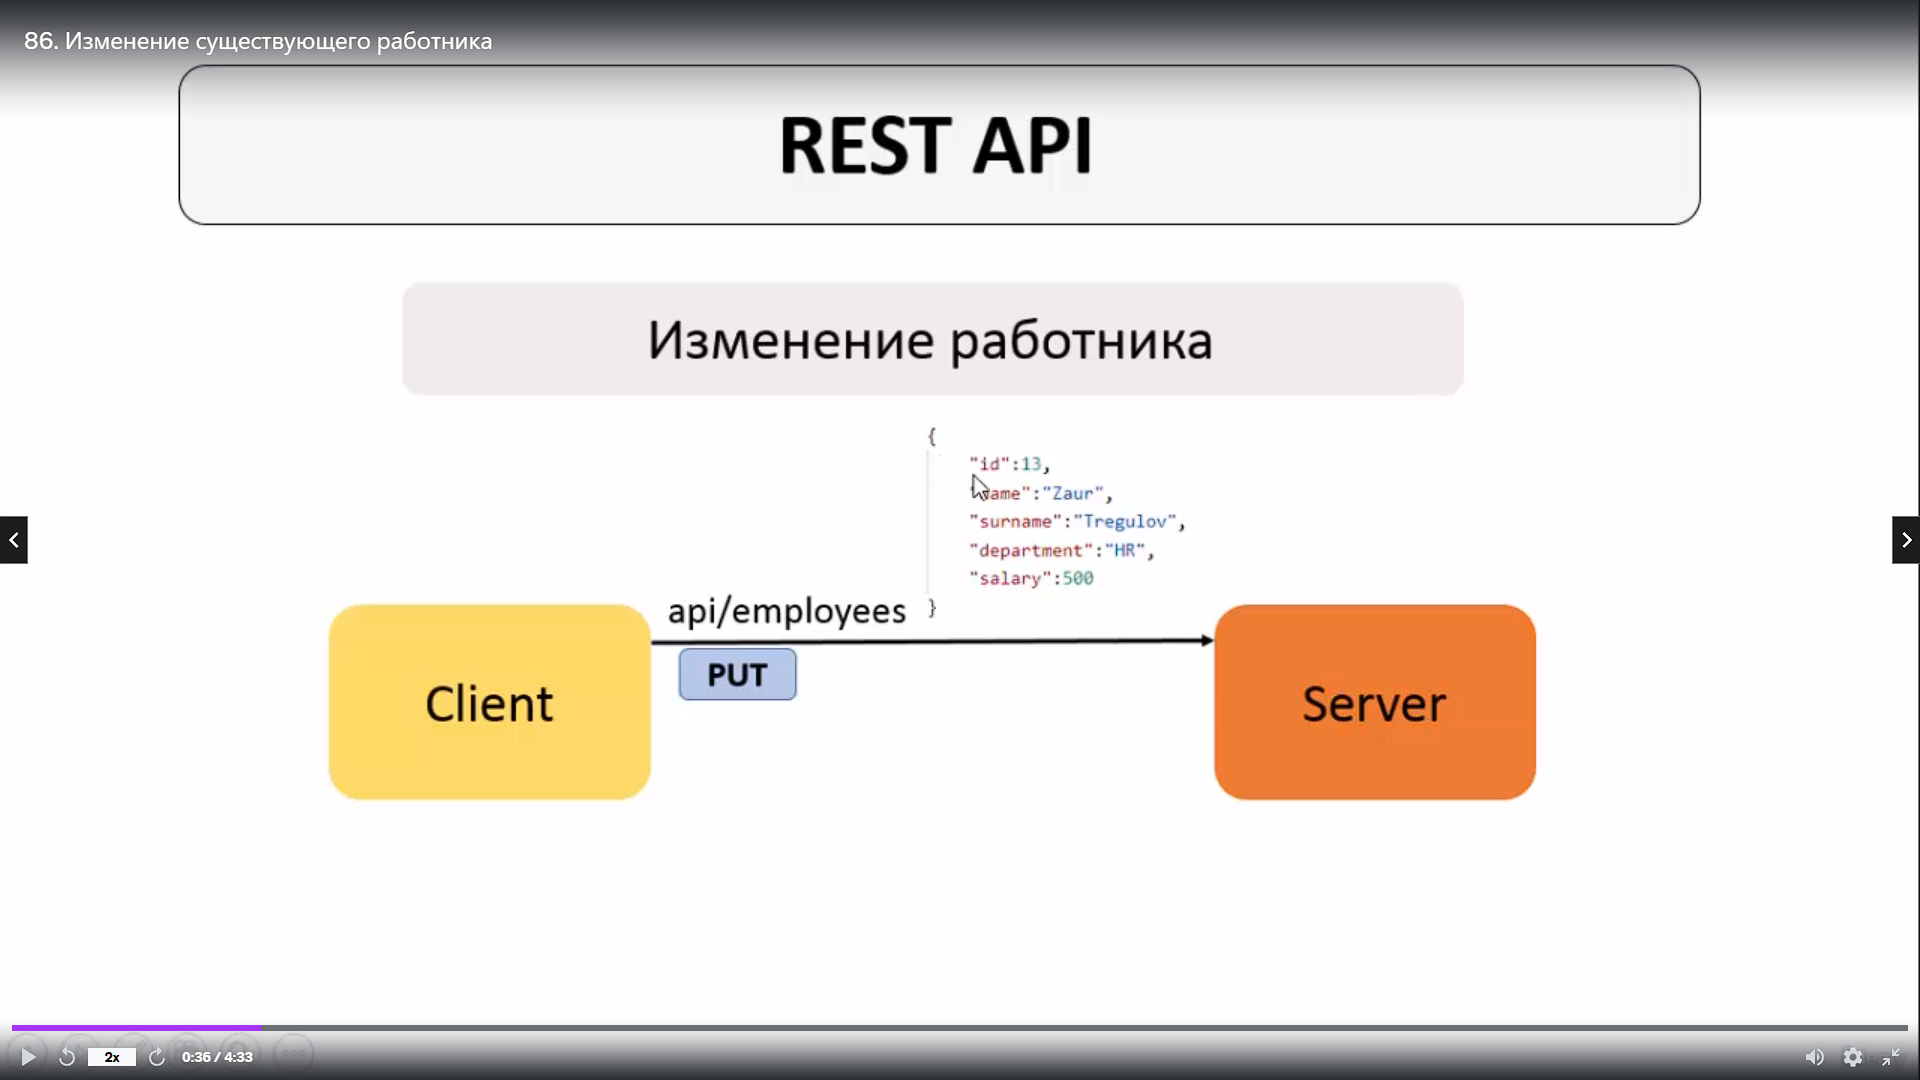 86. Изменение существующего работника
REST API
Изменение работника
{
"id":13,
"name":"Zaur",
"surname":"Tregulov",
"department":"HR",
"salary":500
}
api/employees
PUT
Client
Server
2x
0:36 / 4:33